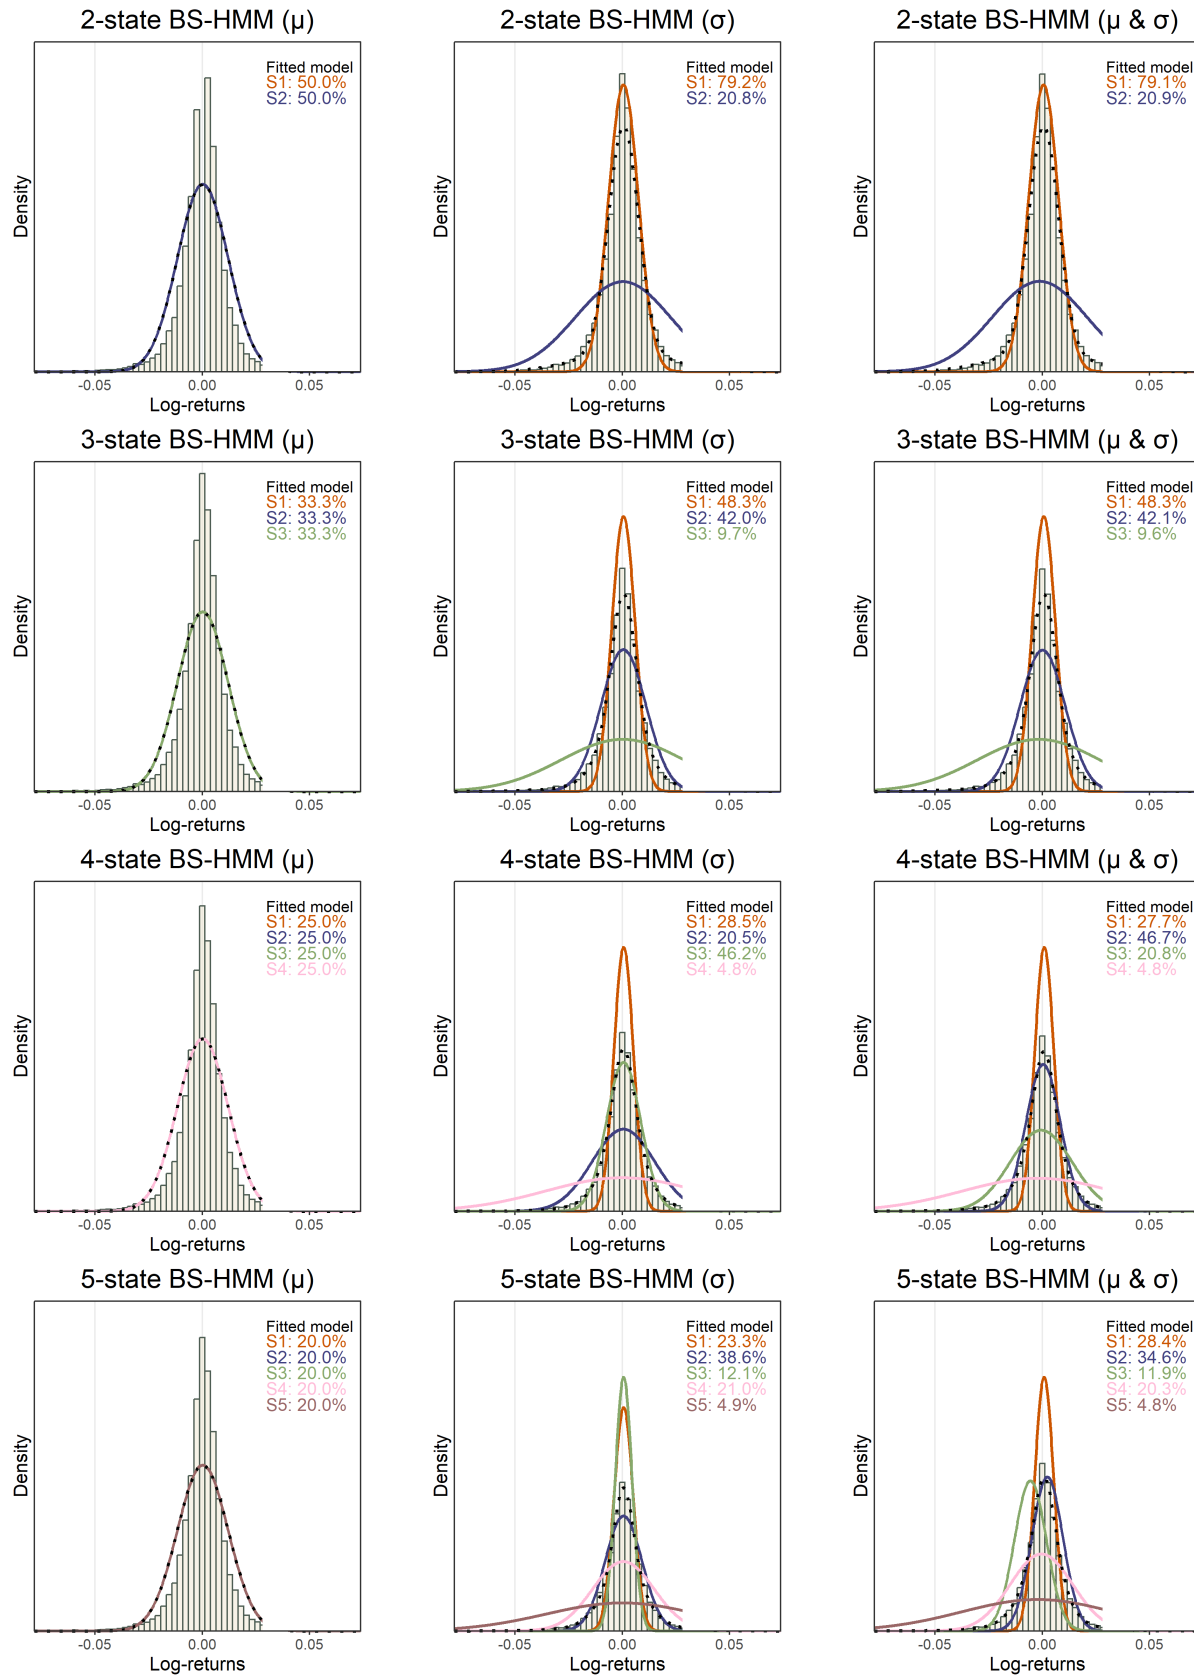 2-state BS-HMM (μ)
Fitted model
S1: 50.0%
S2: 50.0%
Density
-0.05 0.00 0.05
Log-returns
2-state BS-HMM (σ)
Fitted model
S1: 79.2%
S2: 20.8%
Density
-0.05 0.00 0.05
Log-returns
2-state BS-HMM (μ & σ)
Fitted model
S1: 79.1%
S2: 20.9%
Density
-0.05 0.00 0.05
Log-returns
3-state BS-HMM (μ)
Fitted model
S1: 33.3%
S2: 33.3%
S3: 33.3%
Density
-0.05 0.00 0.05
Log-returns
3-state BS-HMM (σ)
Fitted model
S1: 48.3%
S2: 42.0%
S3: 9.7%
Density
-0.05 0.00 0.05
Log-returns
3-state BS-HMM (μ & σ)
Fitted model
S1: 48.3%
S2: 42.1%
S3: 9.6%
Density
-0.05 0.00 0.05
Log-returns
4-state BS-HMM (μ)
Fitted model
S1: 25.0%
S2: 25.0%
S3: 25.0%
S4: 25.0%
Density
-0.05 0.00 0.05
Log-returns
4-state BS-HMM (σ)
Fitted model
S1: 28.5%
S2: 20.5%
S3: 46.2%
S4: 4.8%
Density
-0.05 0.00 0.05
Log-returns
4-state BS-HMM (μ & σ)
Fitted model
S1: 27.7%
S2: 46.7%
S3: 20.8%
S4: 4.8%
Density
-0.05 0.00 0.05
Log-returns
5-state BS-HMM (μ)
Fitted model
S1: 20.0%
S2: 20.0%
S3: 20.0%
S4: 20.0%
S5: 20.0%
Density
-0.05 0.00 0.05
Log-returns
5-state BS-HMM (σ)
Fitted model
S1: 23.3%
S2: 38.6%
S3: 12.1%
S4: 21.0%
S5: 4.9%
Density
-0.05 0.00 0.05
Log-returns
5-state BS-HMM (μ & σ)
Fitted model
S1: 28.4%
S2: 34.6%
S3: 11.9%
S4: 20.3%
S5: 4.8%
Density
-0.05 0.00 0.05
Log-returns